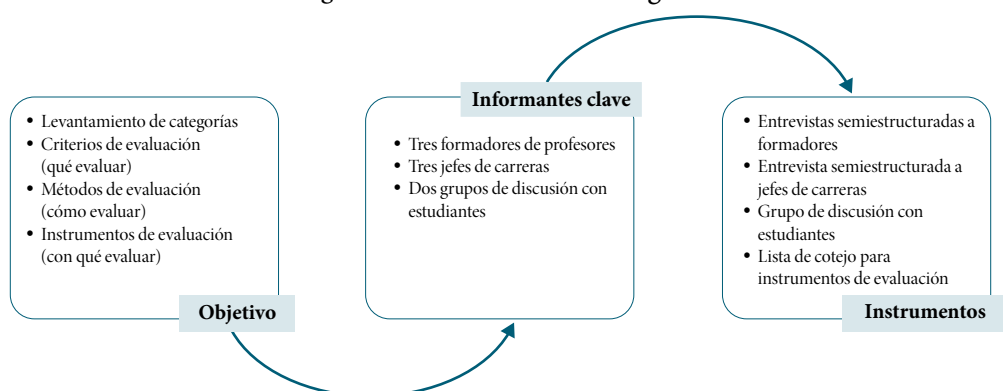 • Levantamiento de categorías
• Criterios de evaluación
(qué evaluar)
• Métodos de evaluación
(cómo evaluar)
• Instrumentos de evaluación
(con qué evaluar)
Objetivo
Informantes clave
• Tres formadores de profesores
• Tres jefes de carreras
• Dos grupos de discusión con
estudiantes
• Entrevistas semiestructuradas a
formadores
• Entrevista semiestructurada a
jefes de carreras
• Grupo de discusión con
estudiantes
• Lista de cotejo para
instrumentos de evaluación
Instrumentos